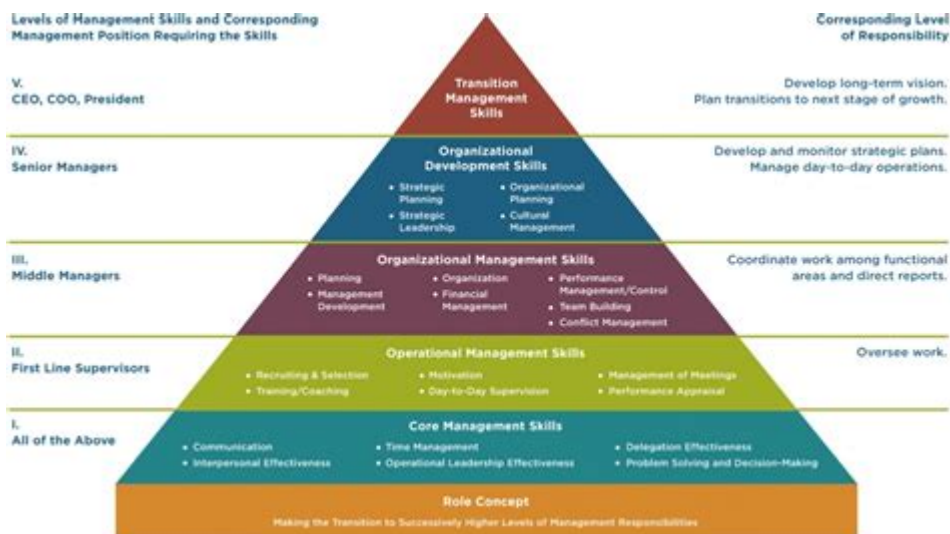 Levels of Management Skills and Corresponding
Management Position Requiring the Skills
Corresponding Level
of Responsibility
V.
CEO, COO, President
Transition
Management
Skills
Develop long-term vision.
Plan transitions to next stage of growth.
IV.
Senior Managers
Organizational
Development Skills
• Strategic
Planning
• Strategic
Leadership
• Organizational
Planning
• Cultural
Management
Develop and monitor strategic plans.
Manage day-to-day operations.
III.
Middle Managers
Organizational Management Skills
• Planning
• Management
Development
• Organization
• Financial
Management
• Performance
Management/Control
• Team Building
• Conflict Management
Coordinate work among functional
areas and direct reports.
II.
First Line Supervisors
Operational Management Skills
• Recruiting & Selection
• Training/Coaching
• Motivation
• Day-to-Day Supervision
• Management of Meetings
• Performance Appraisal
Oversee work.
I.
All of the Above
Core Management Skills
• Communication
• Interpersonal Effectiveness
• Time Management
• Operational Leadership Effectiveness
• Delegation Effectiveness
• Problem Solving and Decision-Making
Role Concept
Making the Transition to Successively Higher Levels of Management Responsibilities